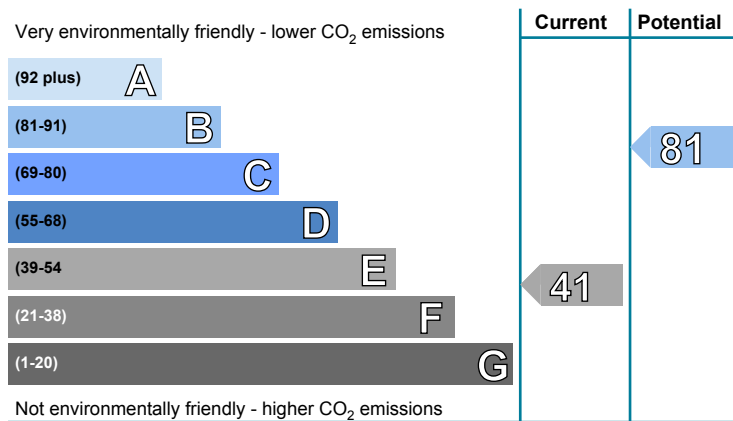 Very environmentally friendly - lower CO2 emissions
Current
Potential
(92 plus) A
(81-91) B
(69-80) C
(55-68) D
(39-54 E
(21-38) F
(1-20) G
81
41
Not environmentally friendly - higher CO2 emissions